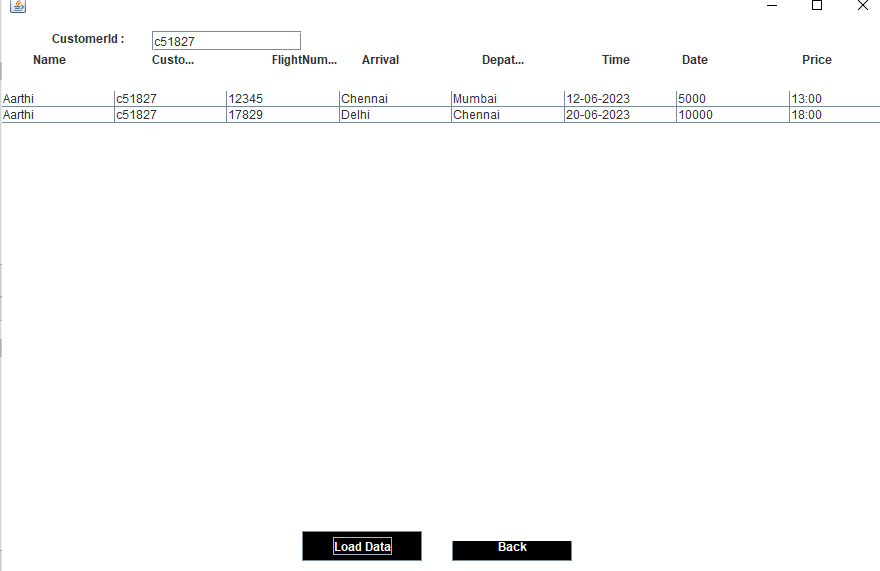 CustomerId : c51827
Name Custo... FlightNum... Arrival Depat... Time Date Price
Aarthi c51827 12345 Chennai Mumbai 12-06-2023 5000 13:00
Aarthi c51827 17829 Delhi Chennai 20-06-2023 10000 18:00
Load Data Back